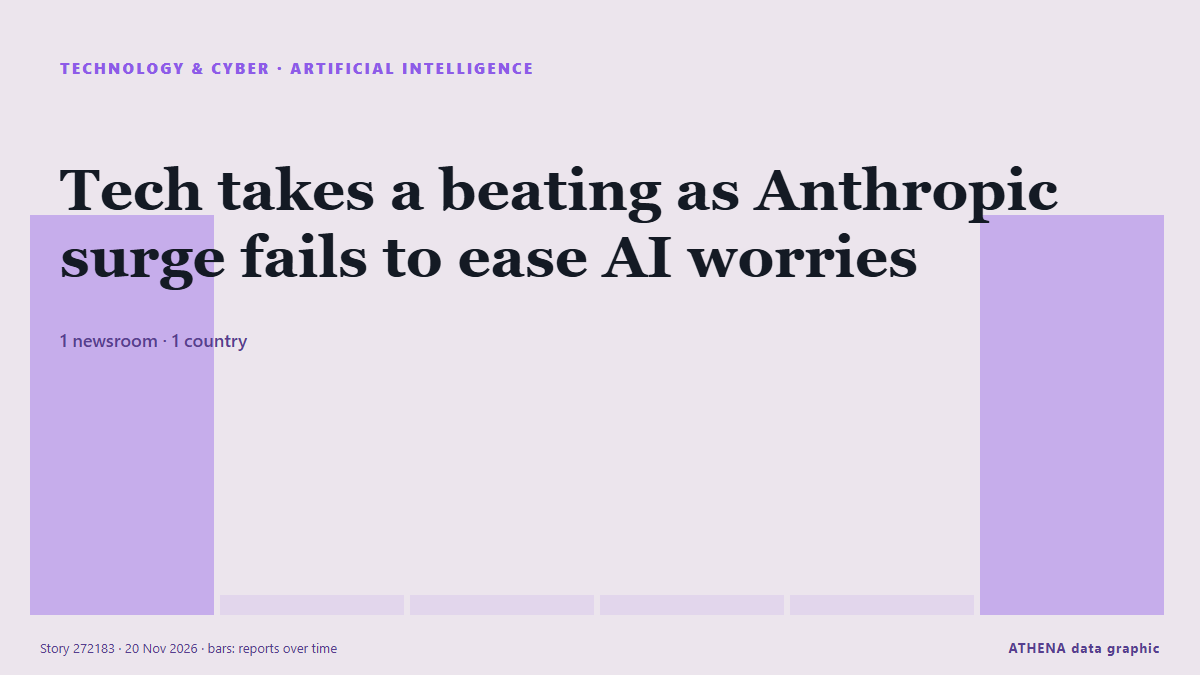 TECHNOLOGY & CYBER · ARTIFICIAL INTELLIGENCE
Tech takes a beating as Anthropic
surge fails to ease AI worries
1 newsroom · 1 country
Story 272183 · 20 Nov 2026 · bars: reports over time
ATHENA data graphic